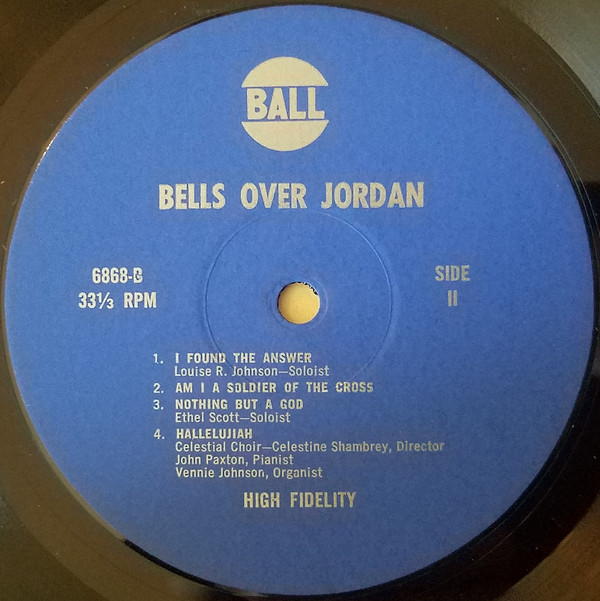 BALL
BELLS OVER JORDAN
6868-B
33⅓ RPM
SIDE
II
1. I FOUND THE ANSWER
Louise R. Johnson—Soloist
2. AM I A SOLDIER OF THE CROSS
3. NOTHING BUT A GOD
Ethel Scott—Soloist
4. HALLELUJIAH
Celestial Choir—Celestine Shambrey, Director
John Paxton, Pianist
Vennie Johnson, Organist
HIGH FIDELITY